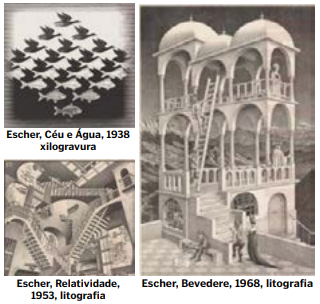 Escher, Céu e Água, 1938
xilogravura
Escher, Relatividade,
1953, litografia
Escher, Bevedere, 1968, litografia